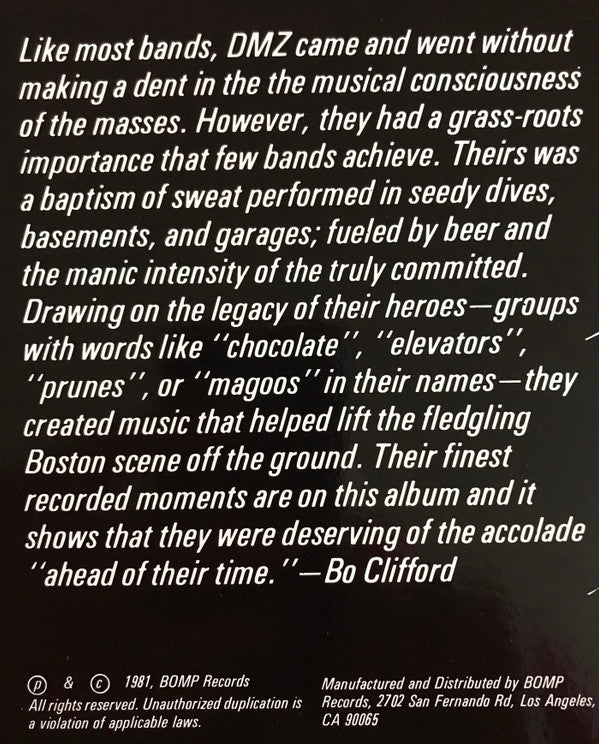 Like most bands, DMZ came and went without
making a dent in the the musical consciousness
of the masses. However, they had a grass-roots
importance that few bands achieve. Theirs was
a baptism of sweat performed in seedy dives,
basements, and garages; fueled by beer and
the manic intensity of the truly committed.
Drawing on the legacy of their heroes—groups
with words like "chocolate", "elevators",
"prunes", or "magoos" in their names—they
created music that helped lift the fledgling
Boston scene off the ground. Their finest
recorded moments are on this album and it
shows that they were deserving of the accolade
"ahead of their time."—Bo Clifford
℗ & © 1981, BOMP Records
All rights reserved. Unauthorized duplication is
a violation of applicable laws.
Manufactured and Distributed by BOMP
Records, 2702 San Fernando Rd, Los Angeles,
CA 90065